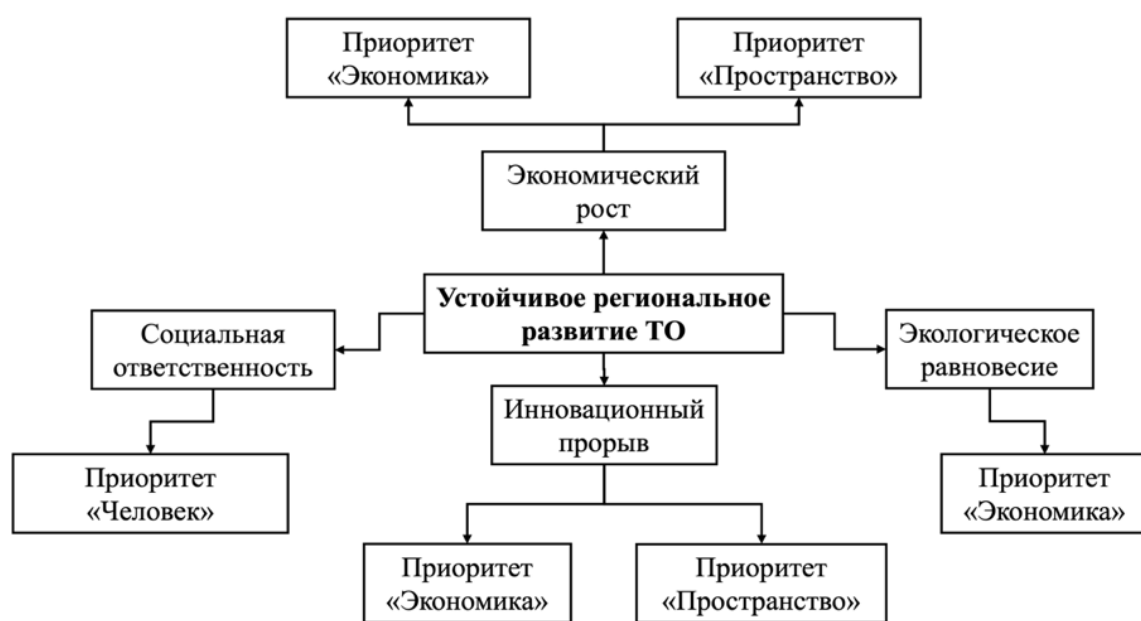 Приоритет
«Экономика»
Приоритет
«Пространство»
Экономический
рост
Устойчивое региональное
развитие ТО
Социальная
ответственность
Экологическое
равновесие
Инновационный
прорыв
Приоритет
«Человек»
Приоритет
«Экономика»
Приоритет
«Экономика»
Приоритет
«Пространство»